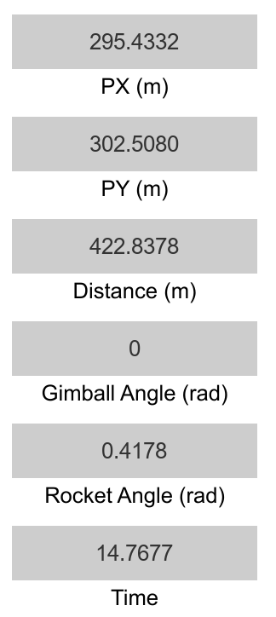 295.4332
PX (m)
302.5080
PY (m)
422.8378
Distance (m)
0
Gimball Angle (rad)
0.4178
Rocket Angle (rad)
14.7677
Time